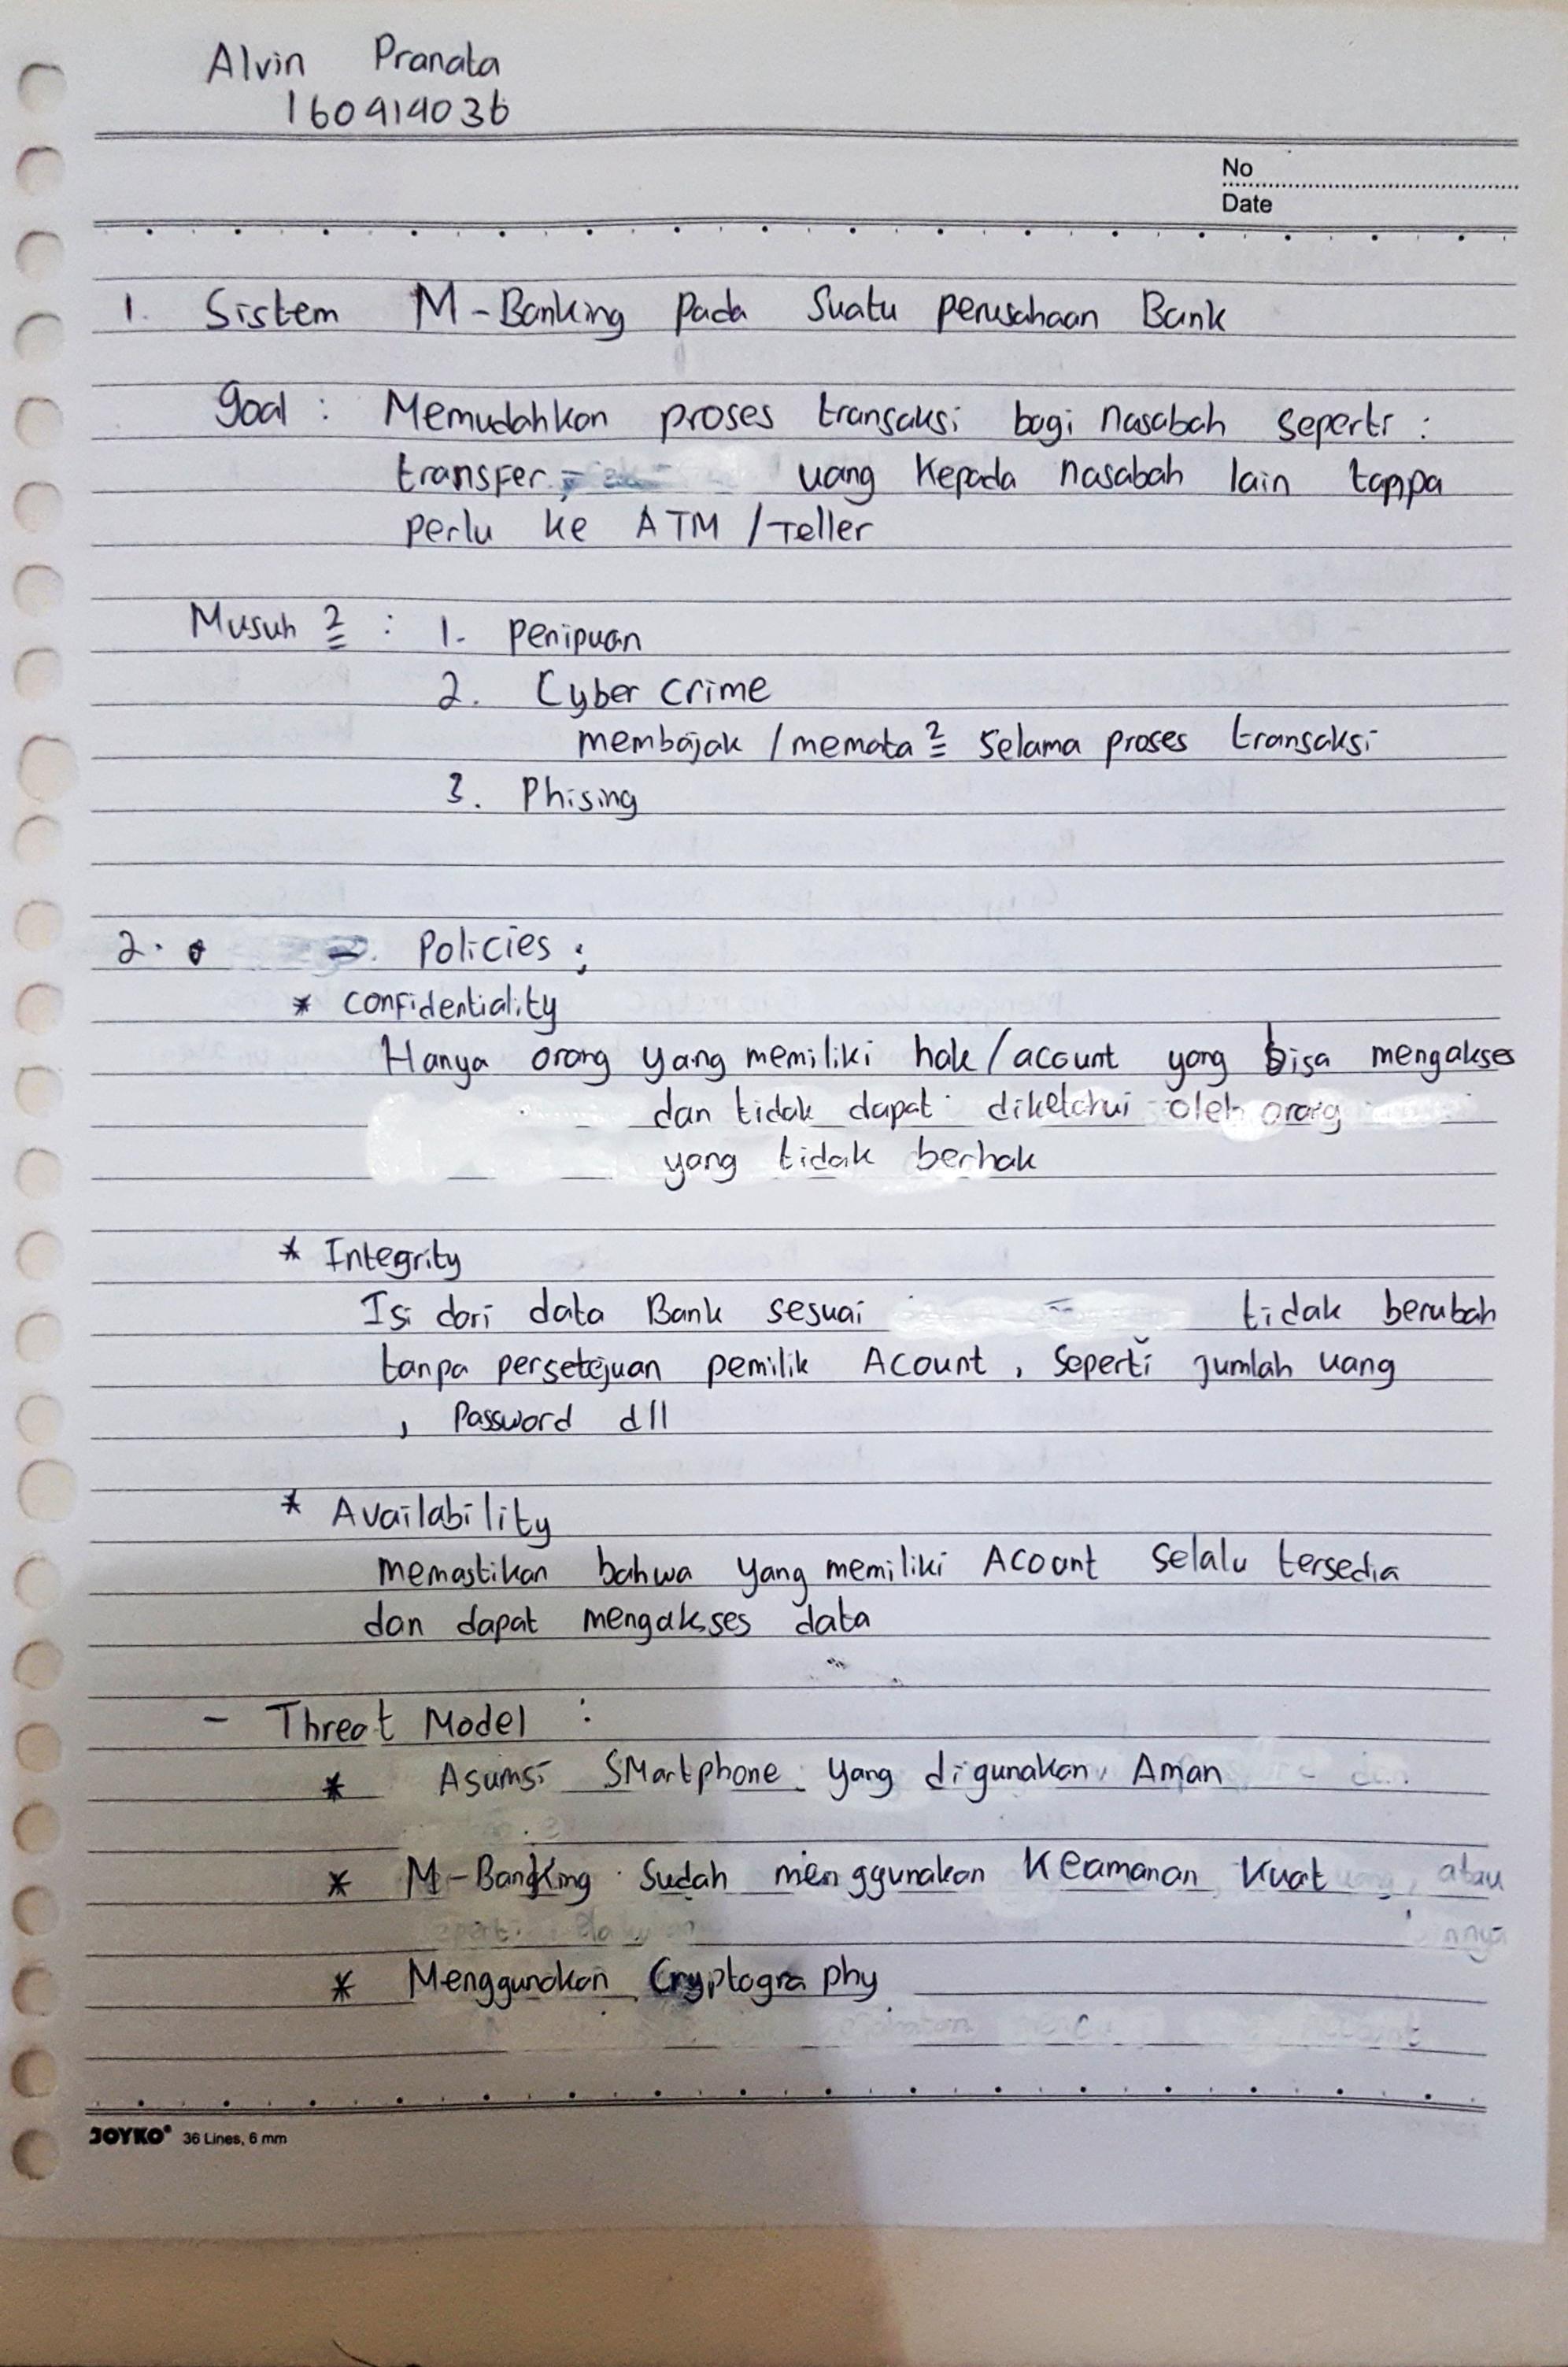 Alvin Pranata
160414036
No
Date
1. Sistem M-Banking Pada Suatu perusahaan Bank
Goal : Memudahkan proses transaksi bagi nasabah seperti :
transfer uang kepada nasabah lain tanpa
perlu ke ATM / Teller
Musuh 2 : 1. Penipuan
2. Cyber crime
membajak / memata 2 selama proses transaksi
3. Phising
2. - Policies :
* Confidentiality
Hanya orang yang memiliki hak / acount yang bisa mengakses
dan tidak dapat diketahui oleh orang
yang tidak berhak
* Integrity
Isi dari data Bank sesuai tidak berubah
tanpa persetejuan pemilik Acount , Seperti jumlah uang
, Password dll
* Availability
memastikan bahwa yang memiliki Acount selalu tersedia
dan dapat mengakses data
- Threat Model :
* Asumsi Smartphone yang digunakan Aman
* M-Bangking Sudah menggunakan Keamanan Kuat
* Menggunakan Cryptography
JOYKO® 36 Lines, 6 mm